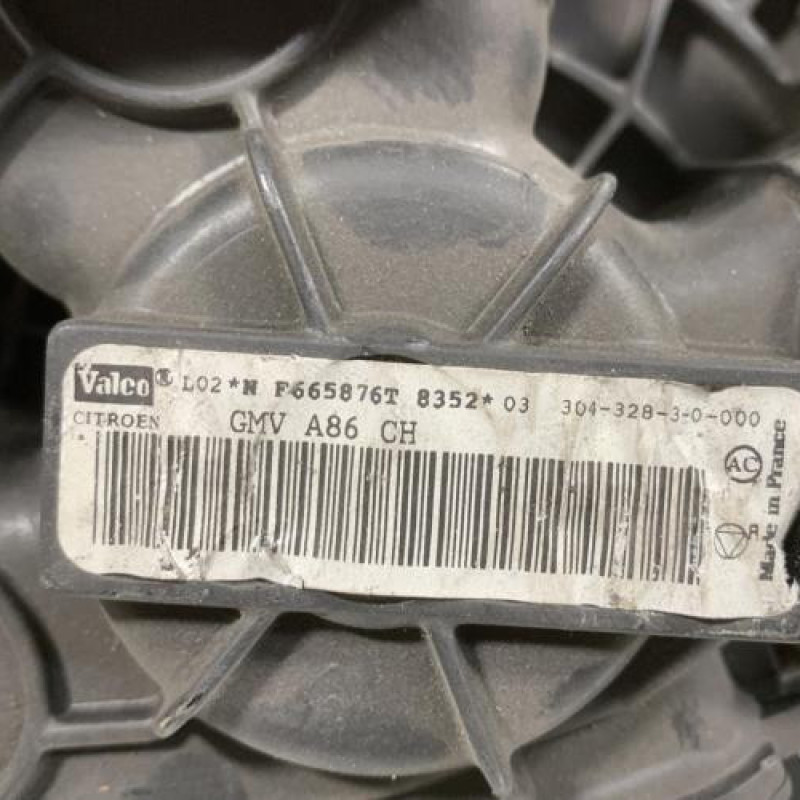 Valeo® L02 *N F665876T 8352* 03 304-328-3-0-000
CITROEN GMV A86 CH
AC
R
Made in France